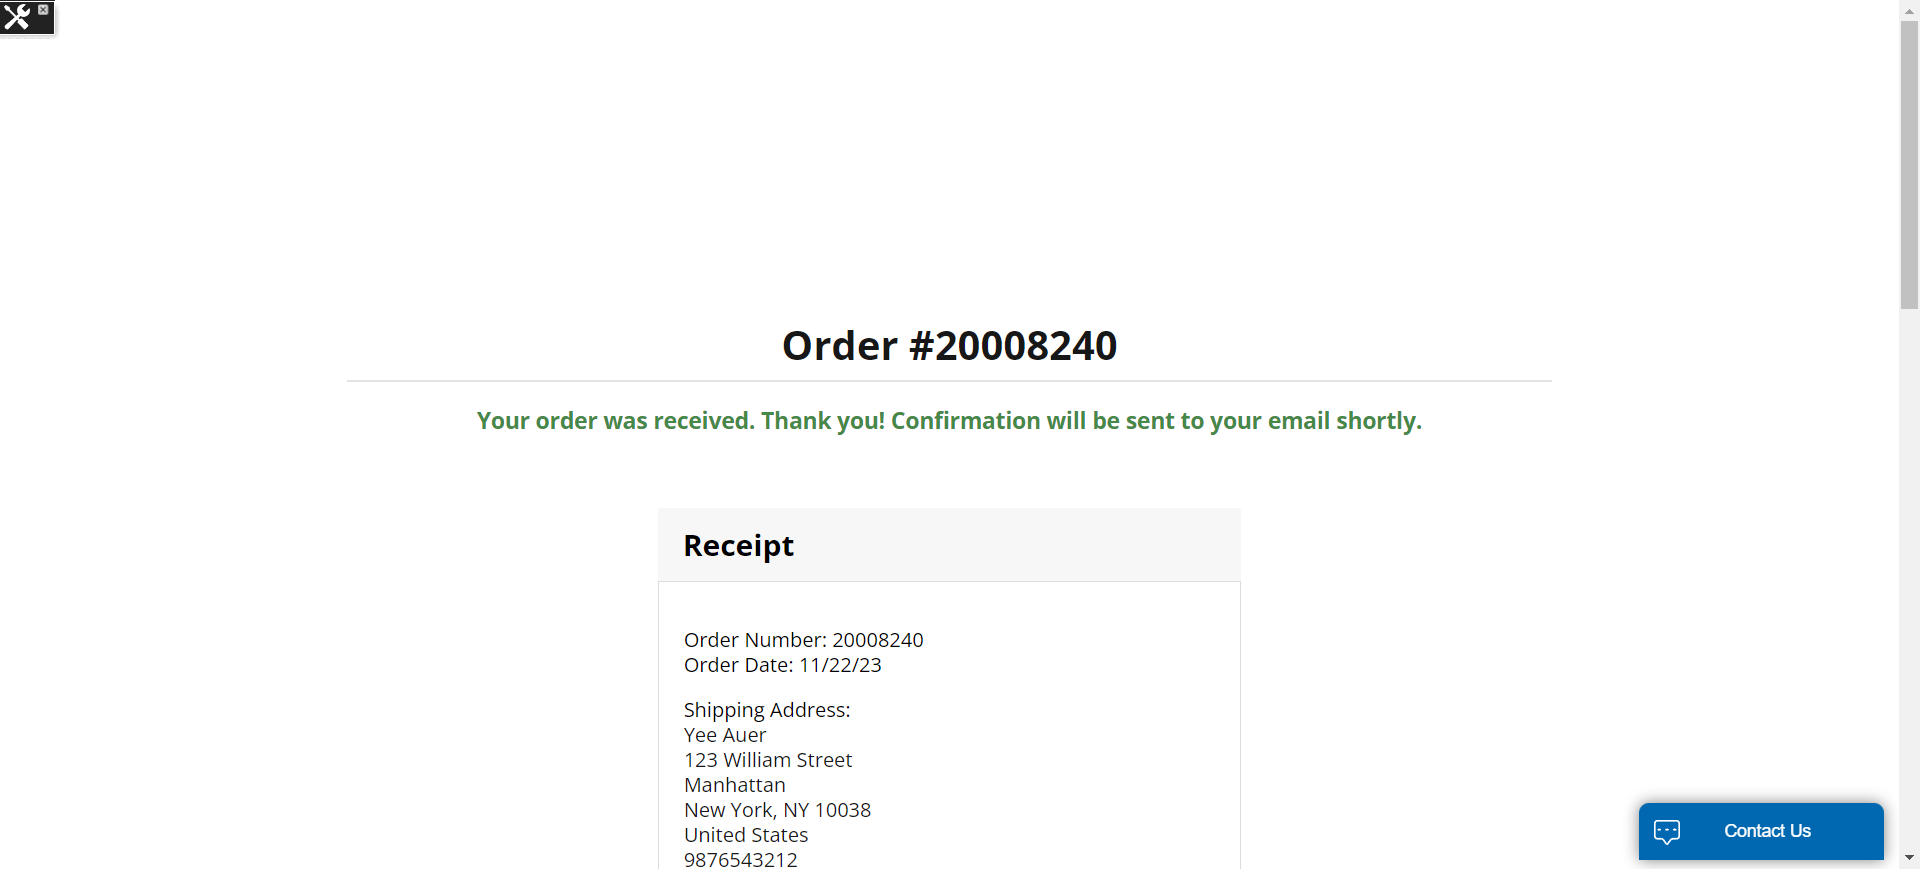 Order #20008240
Your order was received. Thank you! Confirmation will be sent to your email shortly.
Receipt
Order Number: 20008240
Order Date: 11/22/23
Shipping Address:
Yee Auer
123 William Street
Manhattan
New York, NY 10038
United States
9876543212
Contact Us